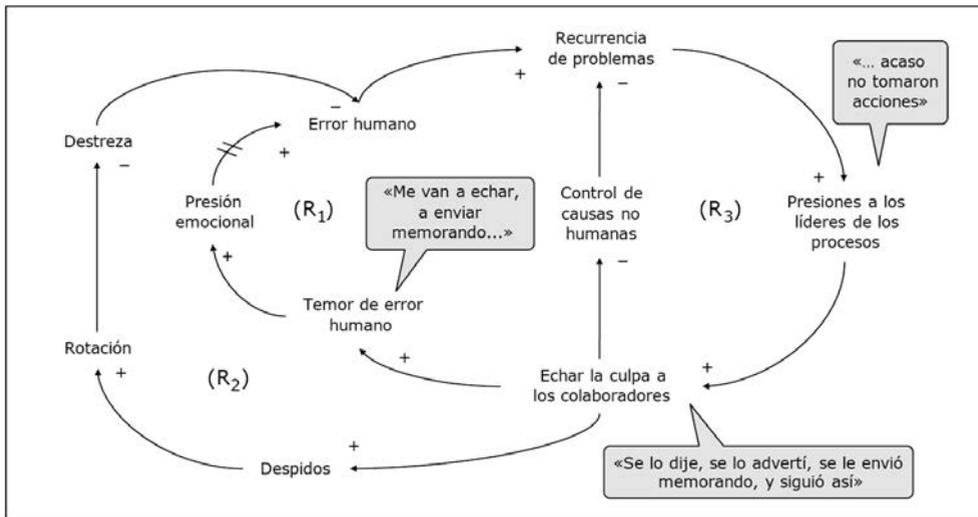 Recurrencia
de problemas
+
«... acaso
no tomaron
acciones»
−
Error humano
+
−
Destreza
−
+
Presión
emocional
(R1)
«Me van a echar,
a enviar
memorando...»
Control de
causas no
humanas
(R3)
+
Presiones a los
líderes de los
procesos
+
−
Temor de error
humano
Rotación
+
(R2)
+
Echar la culpa a
los colaboradores
+
+
Despidos
«Se lo dije, se lo advertí, se le envió
memorando, y siguió así»